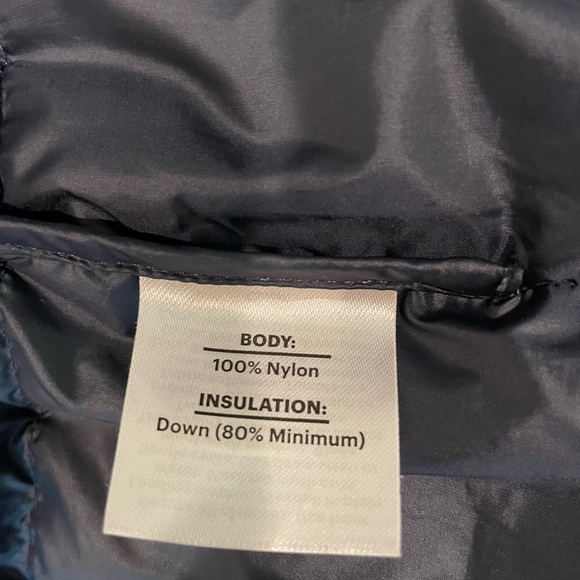 BODY:
100% Nylon
INSULATION:
Down (80% Minimum)